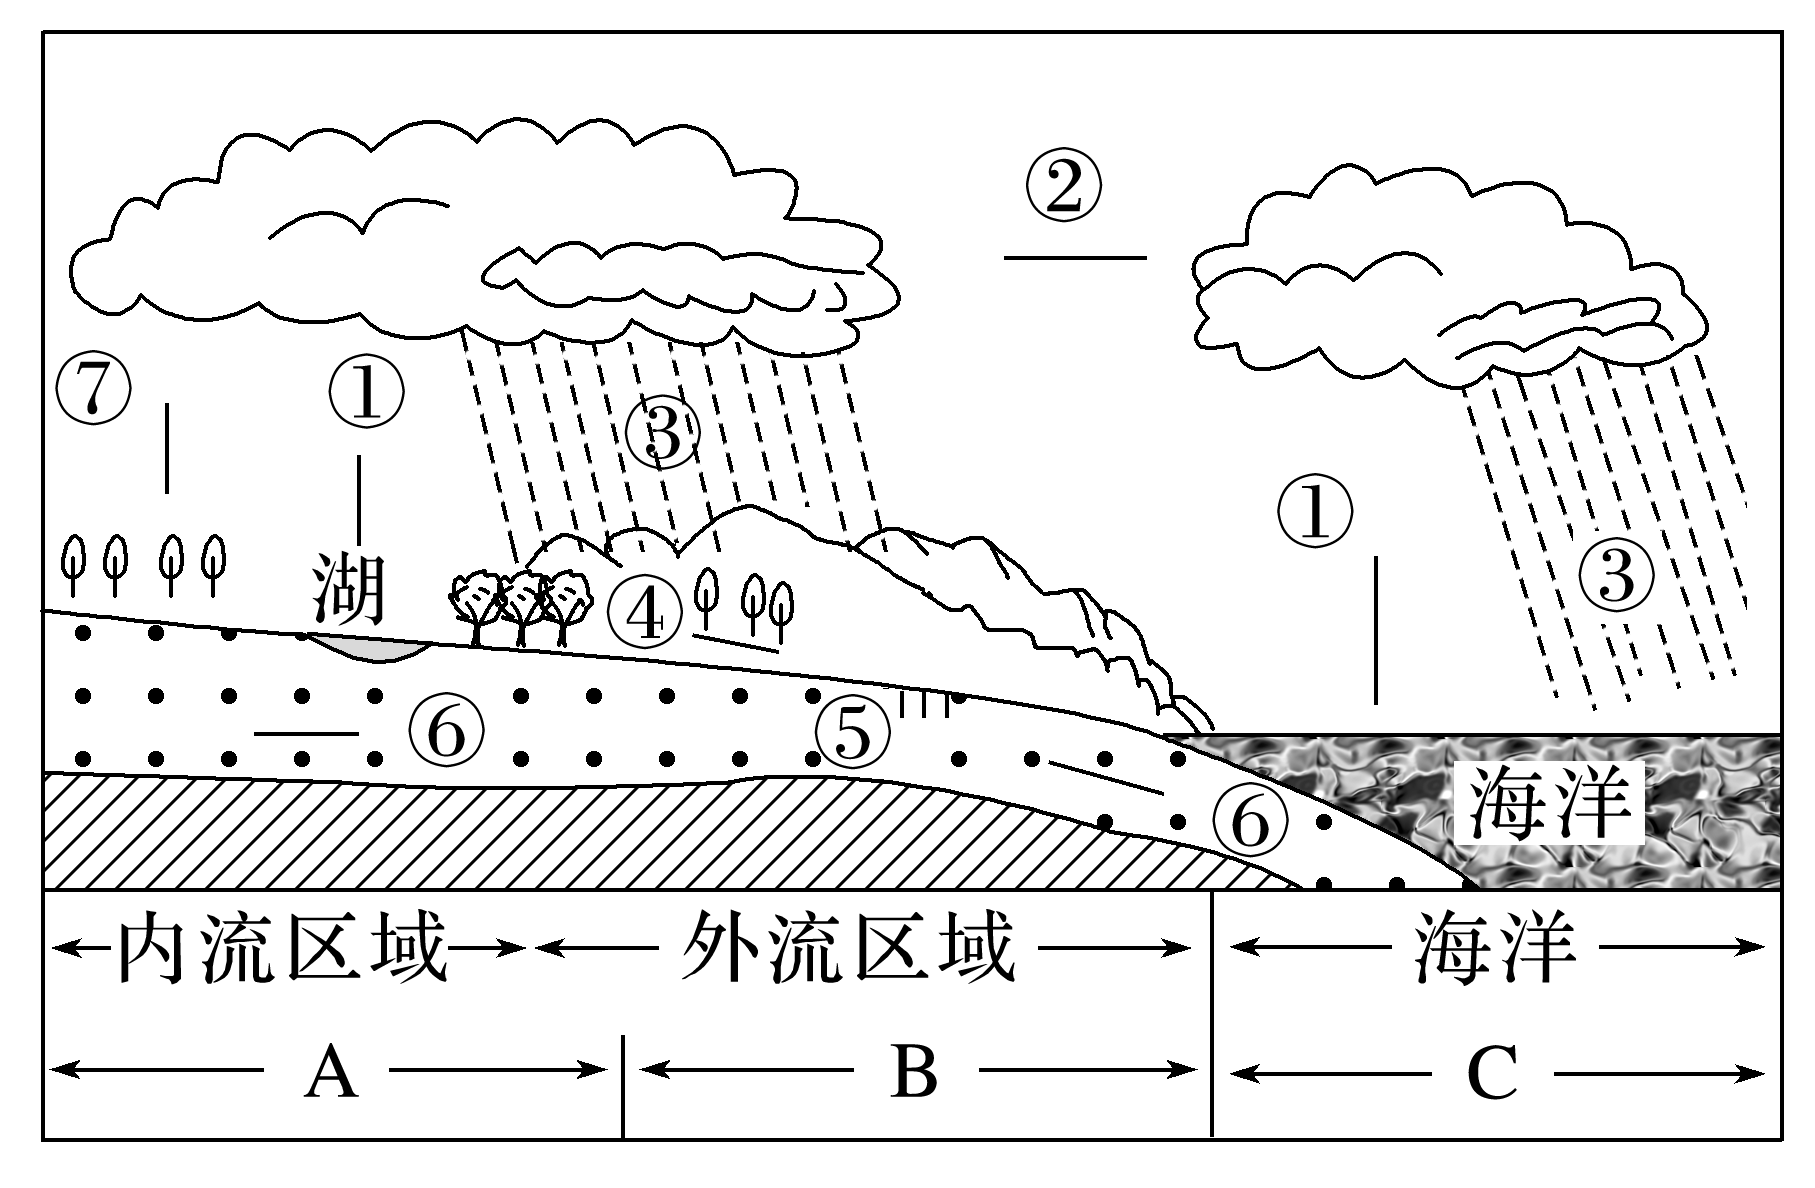 ②
⑦ ① ③
① ③
湖 ④
⑥ ⑤
⑥ 海洋
内流区域 外流区域 海洋
A B C